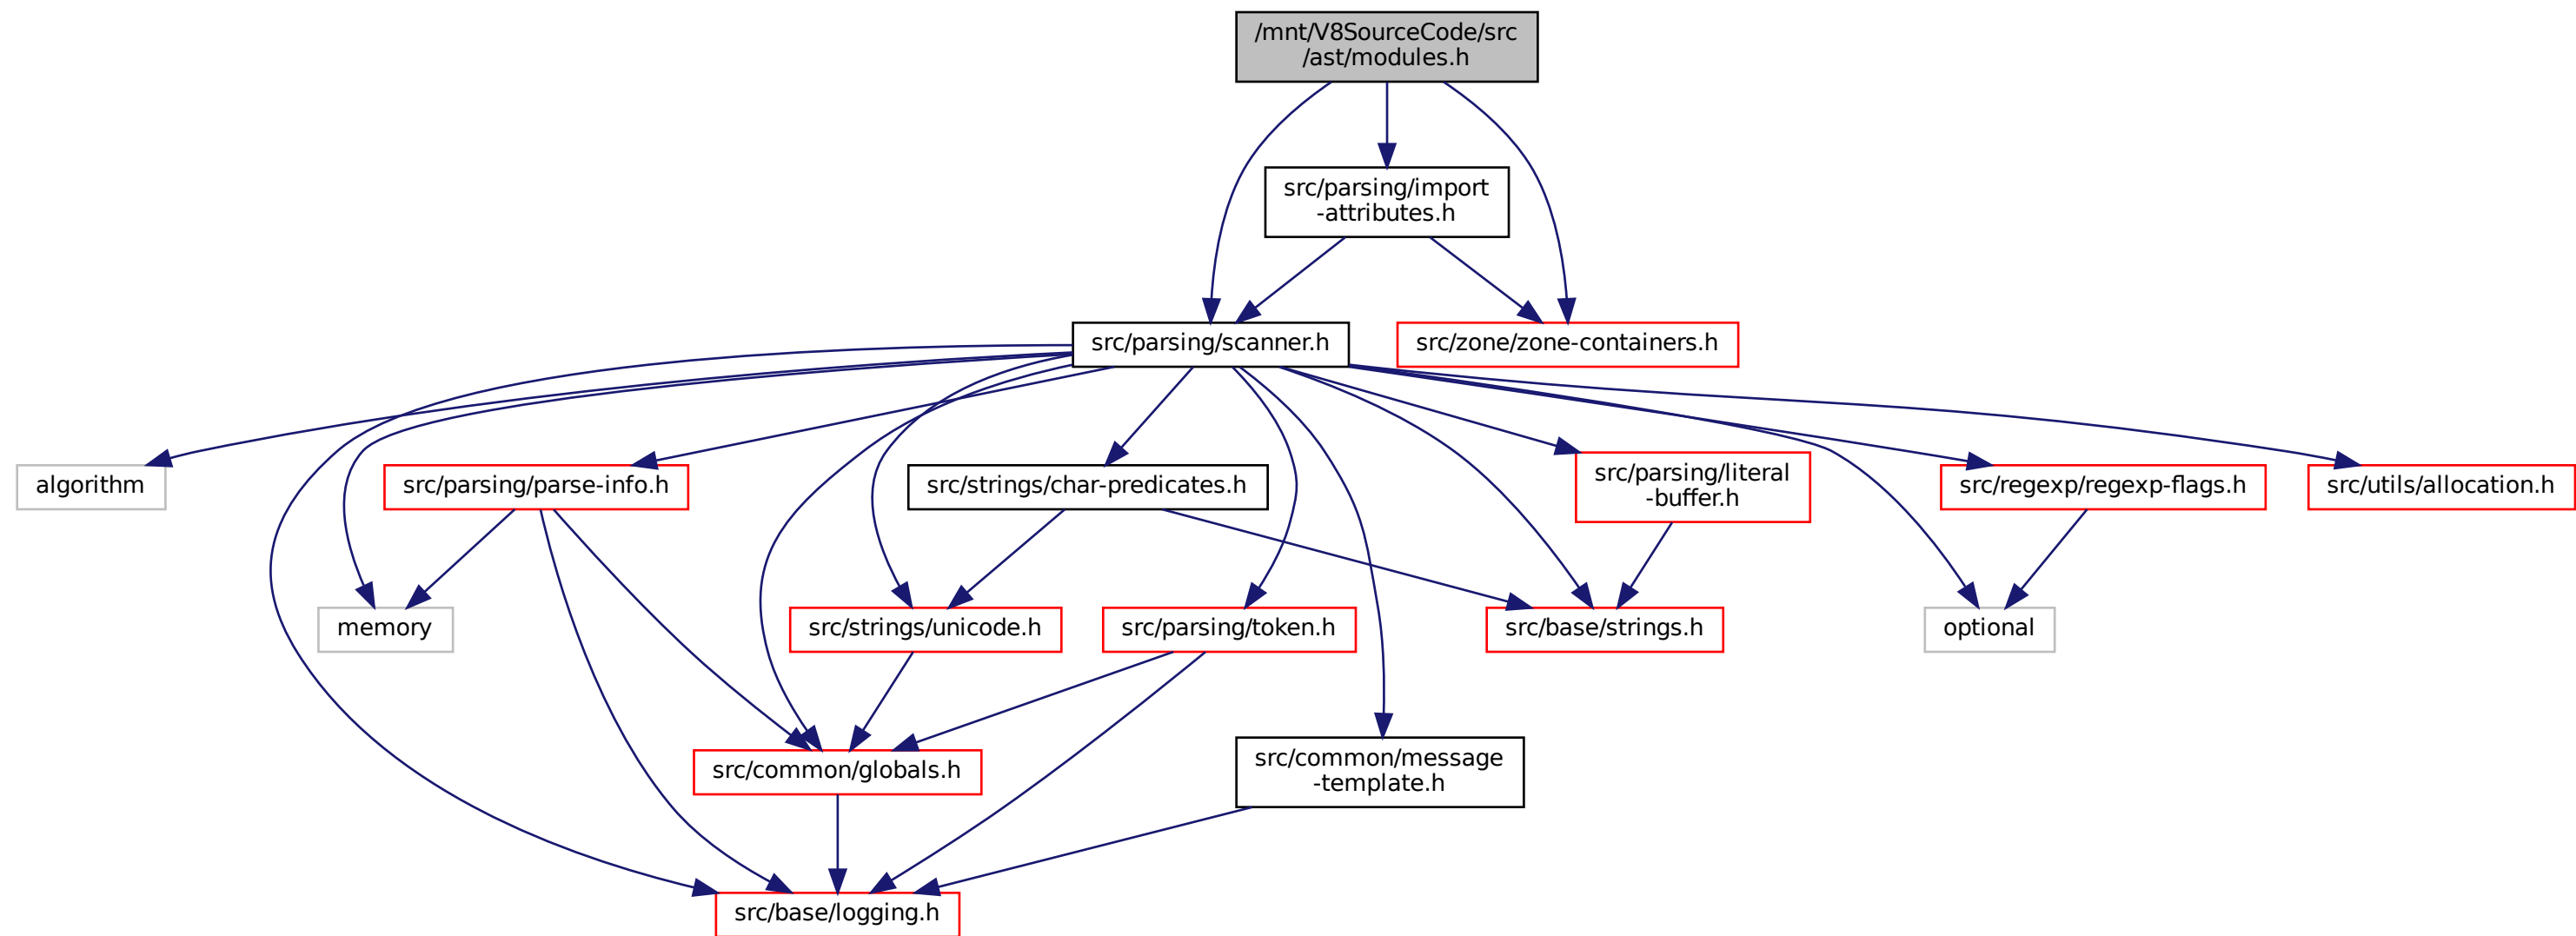 /mnt/V8SourceCode/src
/ast/modules.h
src/parsing/import
-attributes.h
src/parsing/scanner.h
src/zone/zone-containers.h
algorithm
src/parsing/parse-info.h
src/strings/char-predicates.h
src/parsing/literal
-buffer.h
src/regexp/regexp-flags.h
src/utils/allocation.h
memory
src/strings/unicode.h
src/parsing/token.h
src/base/strings.h
optional
src/common/globals.h
src/common/message
-template.h
src/base/logging.h